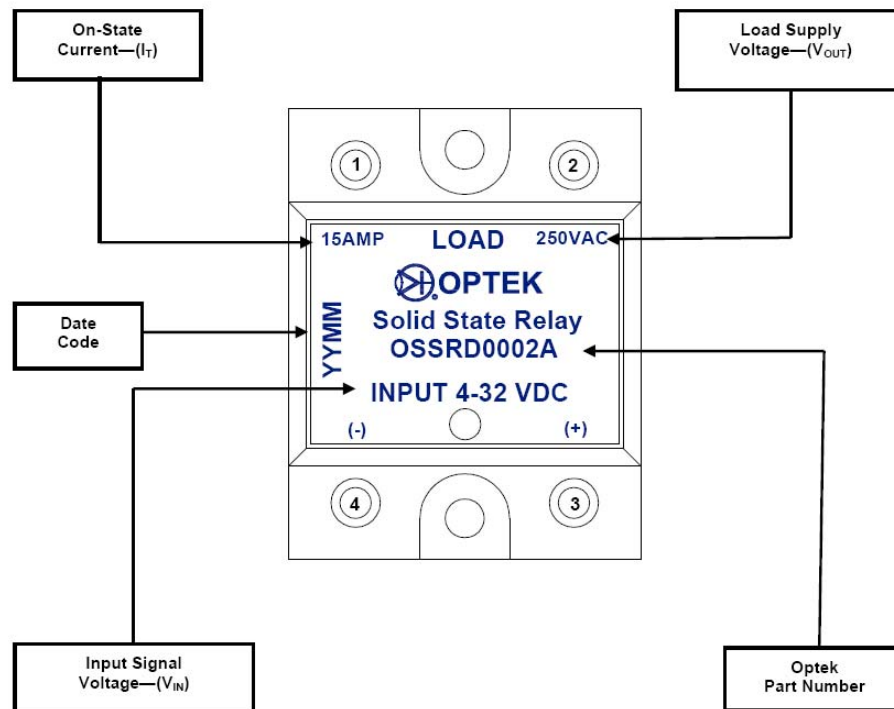 On-State
Current—(IT)
Load Supply
Voltage—(VOUT)
1
2
15AMP
LOAD
250VAC
OPTEK
Date
Code
YYMM
Solid State Relay
OSSRD0002A
INPUT 4-32 VDC
(-)
(+)
4
3
Input Signal
Voltage—(VIN)
Optek
Part Number